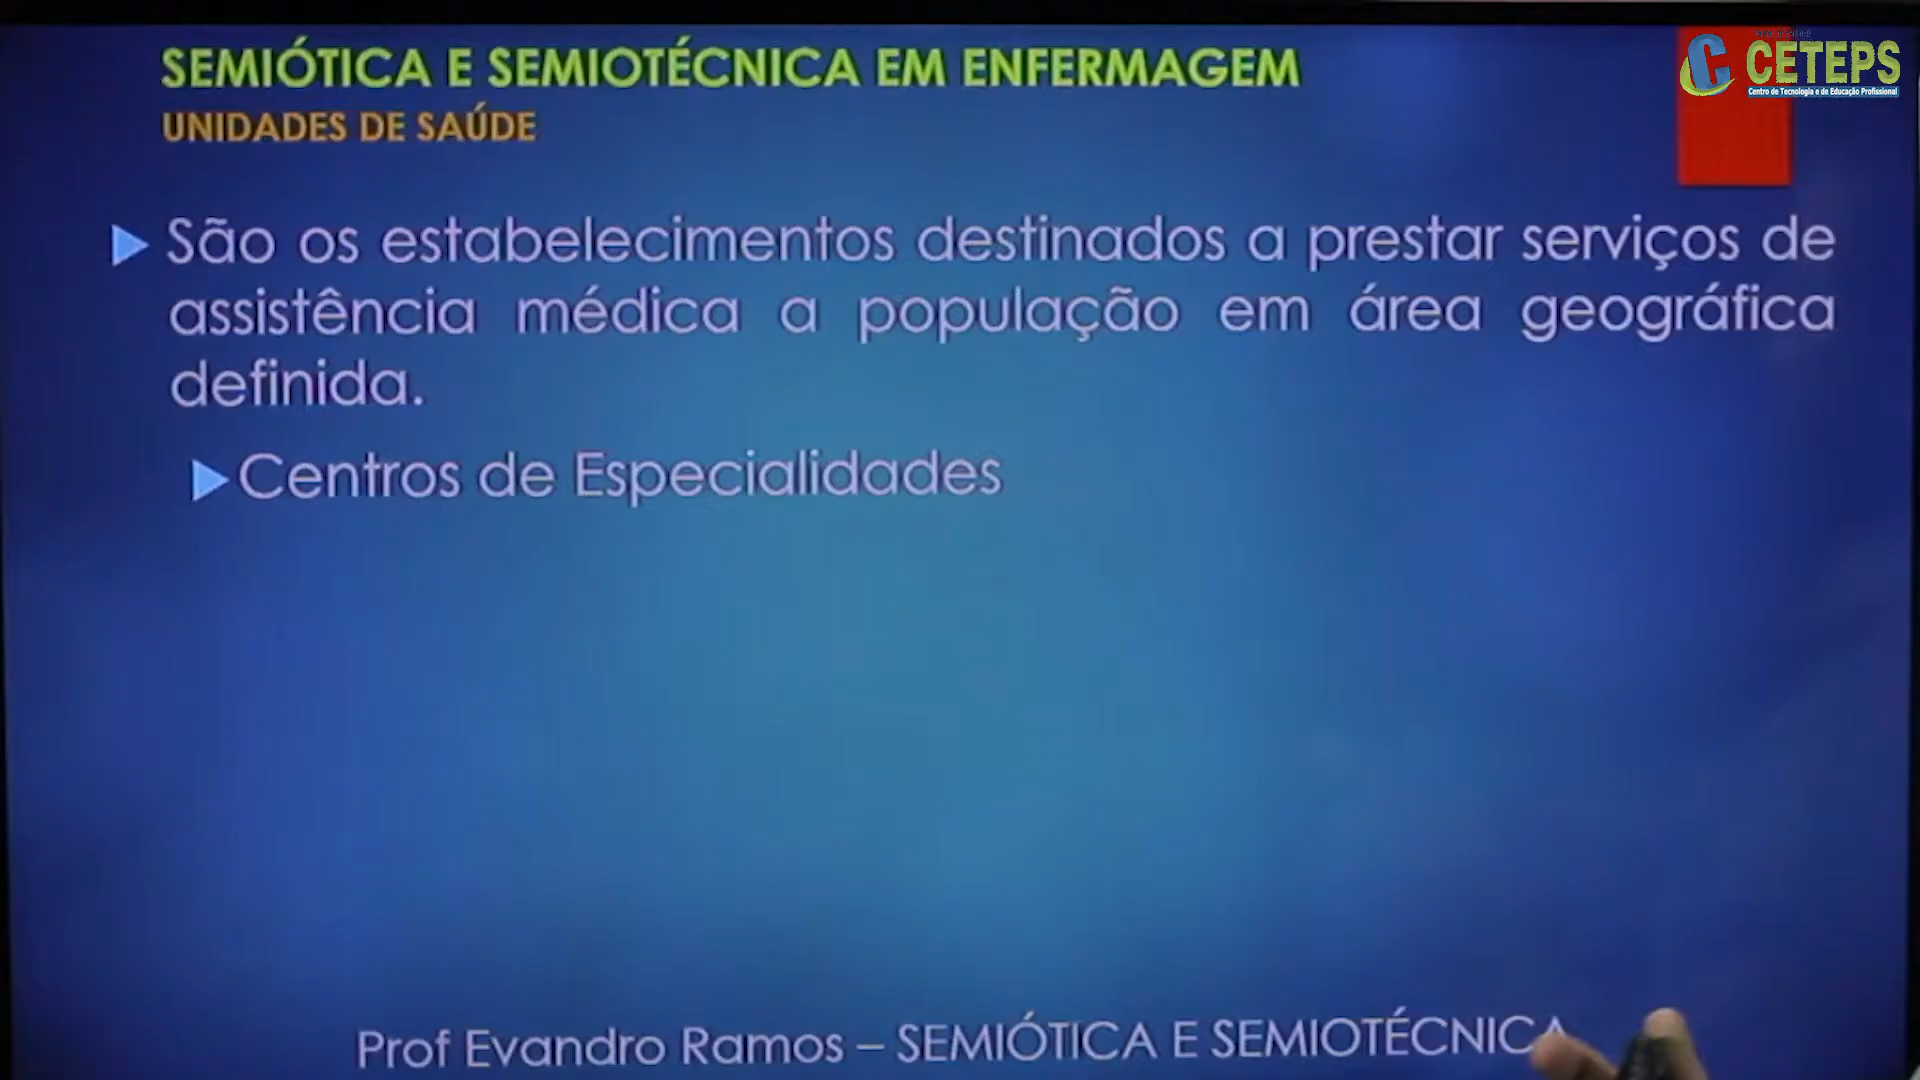 SEMIÓTICA E SEMIOTÉCNICA EM ENFERMAGEM
UNIDADES DE SAÚDE
CETEPS
Centro de Tecnologia e de Educação Profissional
São os estabelecimentos destinados a prestar serviços de
assistência médica a população em área geográfica
definida.
Centros de Especialidades
Prof Evandro Ramos – SEMIÓTICA E SEMIOTÉCNICA